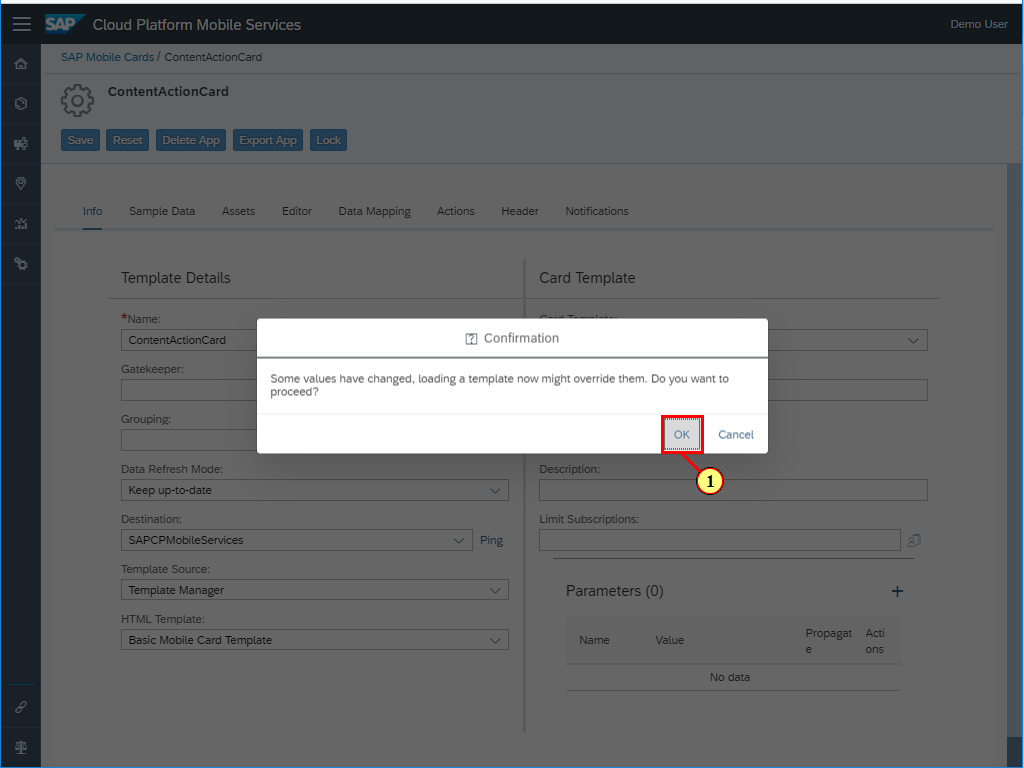 SAP Cloud Platform Mobile Services Demo User
SAP Mobile Cards / ContentActionCard
ContentActionCard
Save Reset Delete App Export App Lock
Info Sample Data Assets Editor Data Mapping Actions Header Notifications
Template Details
*Name:
ContentActionCard
Gatekeeper:
Grouping:
Data Refresh Mode:
Keep up-to-date
Destination:
SAPCPMobileServices Ping
Template Source:
Template Manager
HTML Template:
Basic Mobile Card Template
Card Template
Card Template:
Confirmation
Some values have changed, loading a template now might override them. Do you want to
proceed?
OK Cancel
1
Description:
Limit Subscriptions:
Parameters (0) +
Name Value Propagat Acti
e ons
No data